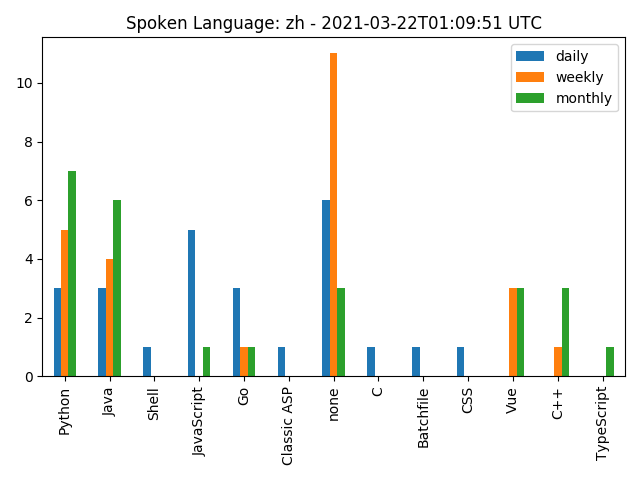 Spoken Language: zh - 2021-03-22T01:09:51 UTC
daily
weekly
monthly
10
8
6
4
2
0
Python
Java
Shell
JavaScript
Go
Classic ASP
none
C
Batchfile
CSS
Vue
C++
TypeScript